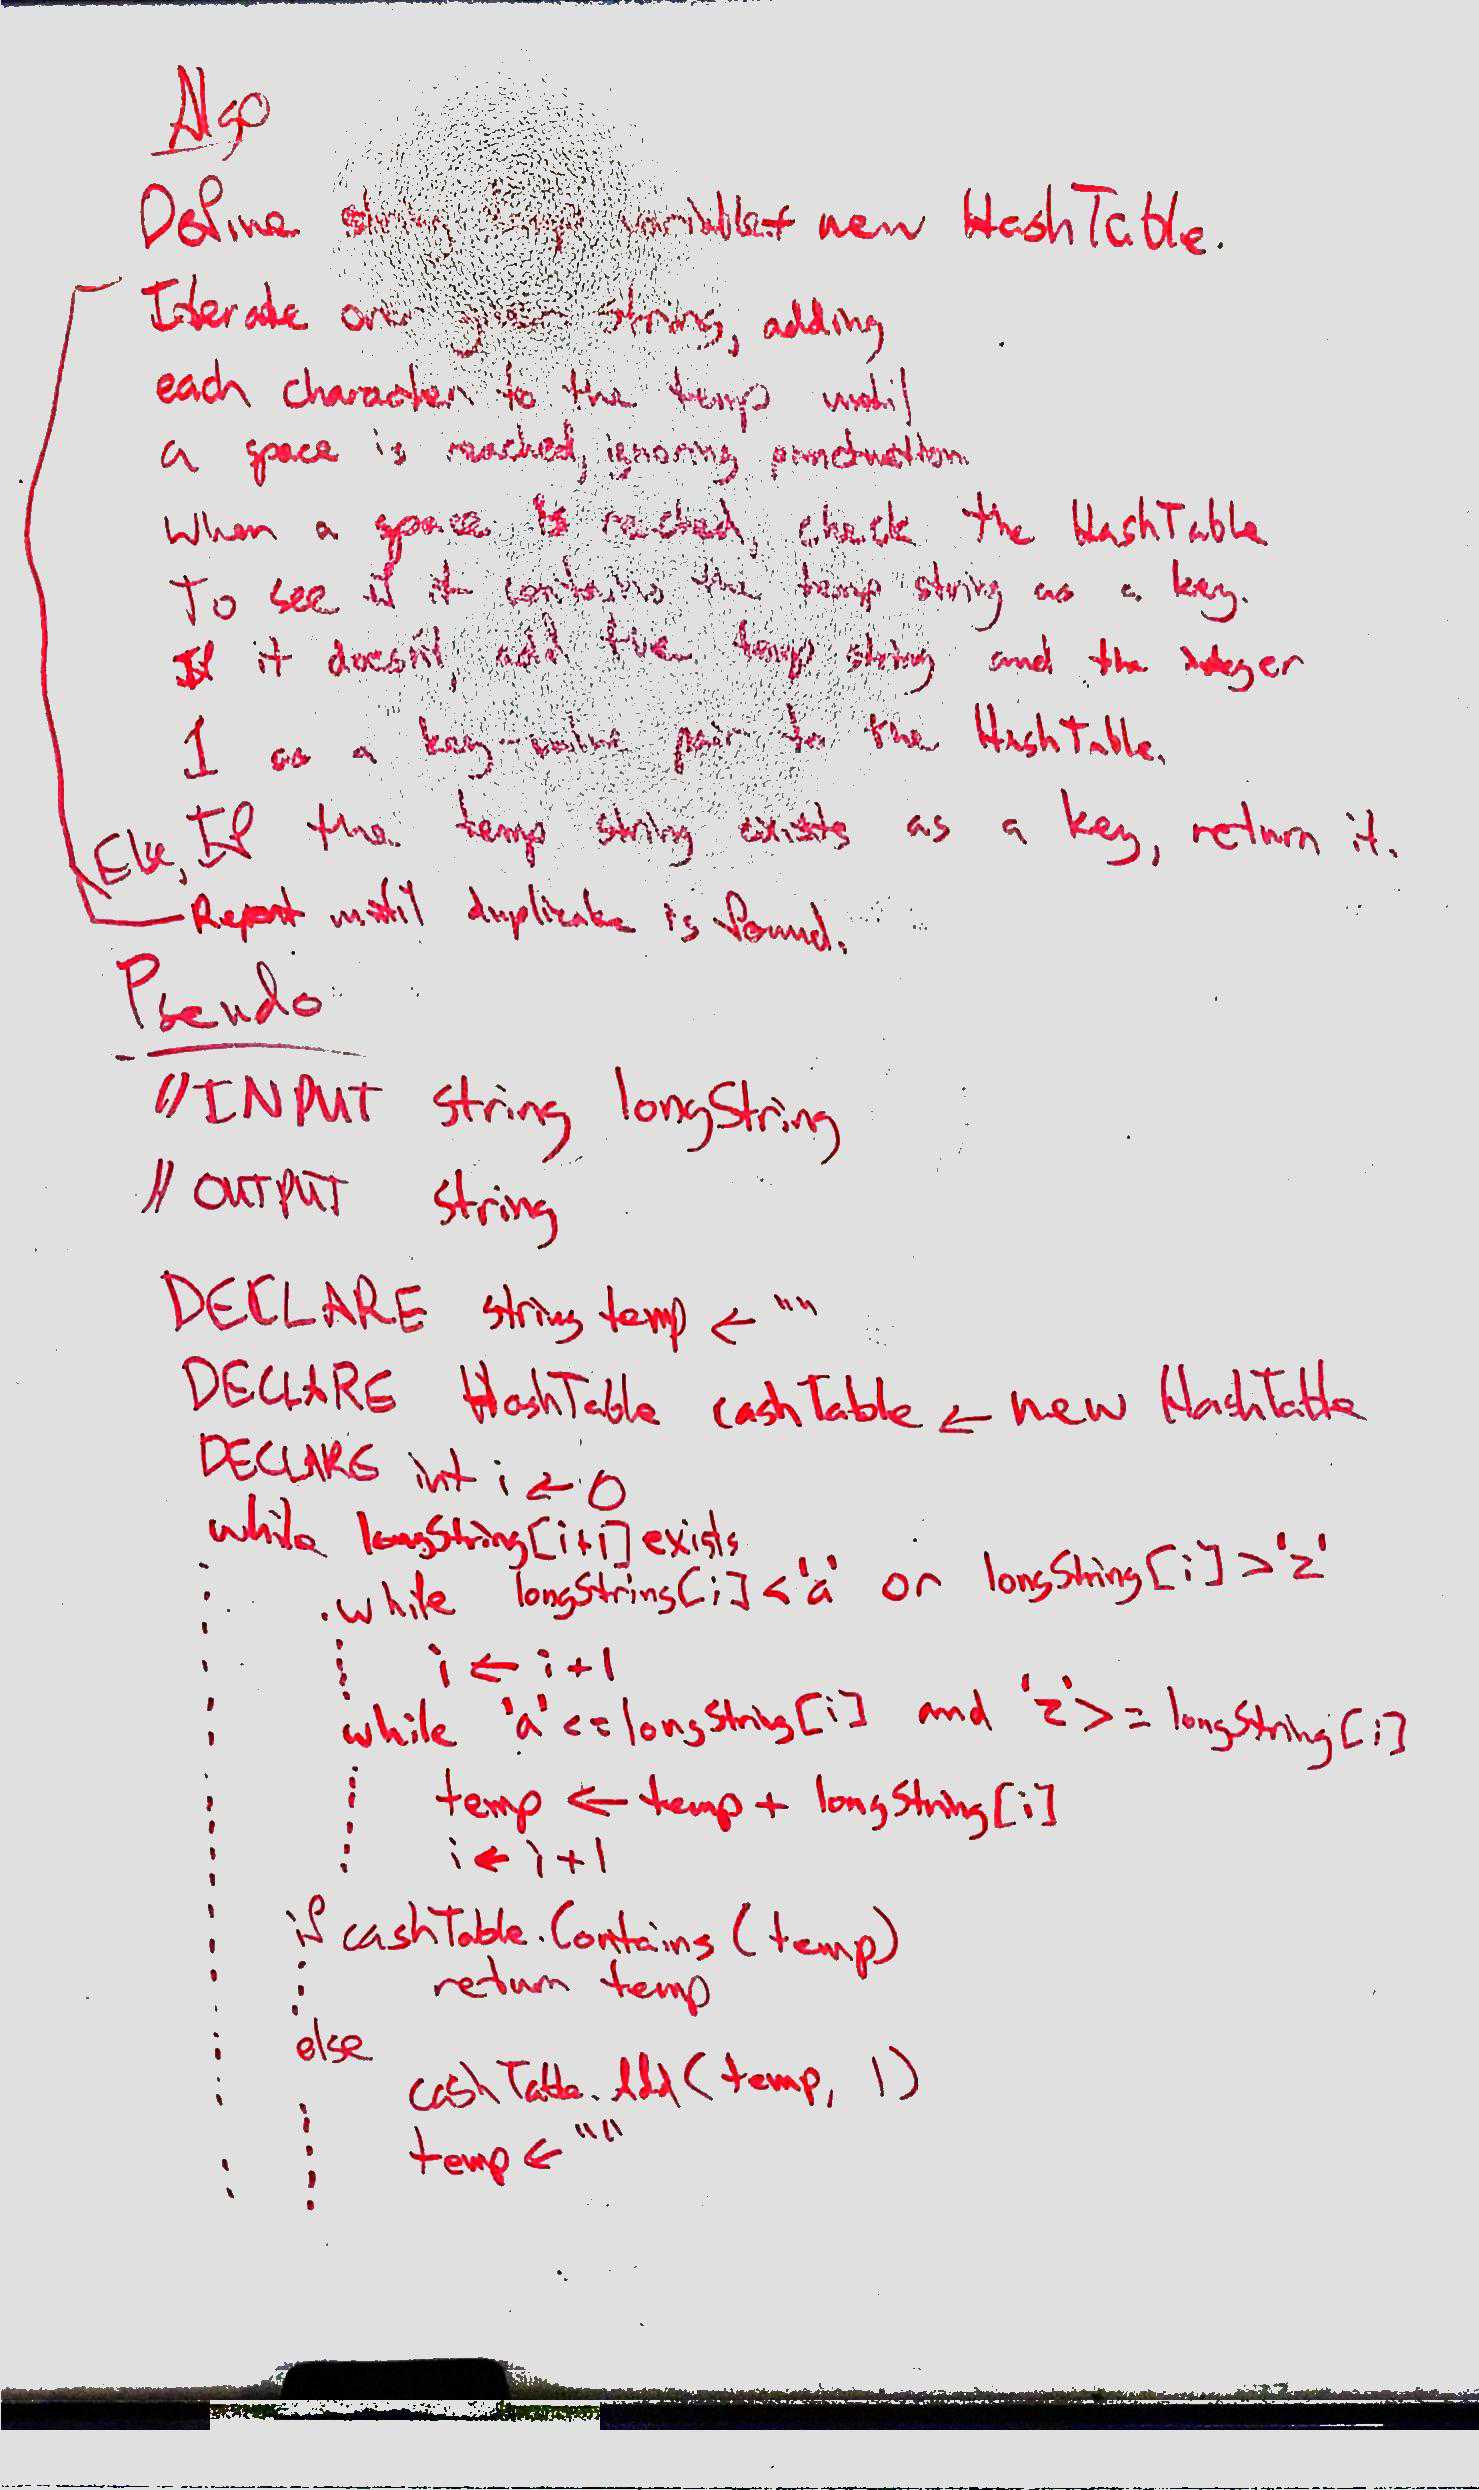 Algo
Define string temp variable + new HashTable.
Iterate over given string, adding
each character to the temp until
a space is reached, ignoring punctuation.
When a space is reached, check the HashTable
To see if it contains the temp string as a key.
If it doesn't, add the temp string and the integer
1 as a key-value pair to the HashTable.
Else, If the temp string exists as a key, return it.
Repeat until duplicate is found.
Pseudo
// INPUT string longString
// OUTPUT string
DECLARE string temp ← ""
DECLARE HashTable cashTable ← new HashTable
DECLARE int i ← 0
while longString[i+1] exists
while longString[i] < 'a' or longString[i] > 'z'
i ← i+1
while 'a' <= longString[i] and 'z' >= longString[i]
temp ← temp + longString[i]
i ← i+1
if cashTable.Contains(temp)
return temp
else
cashTable.Add(temp, 1)
temp ← ""